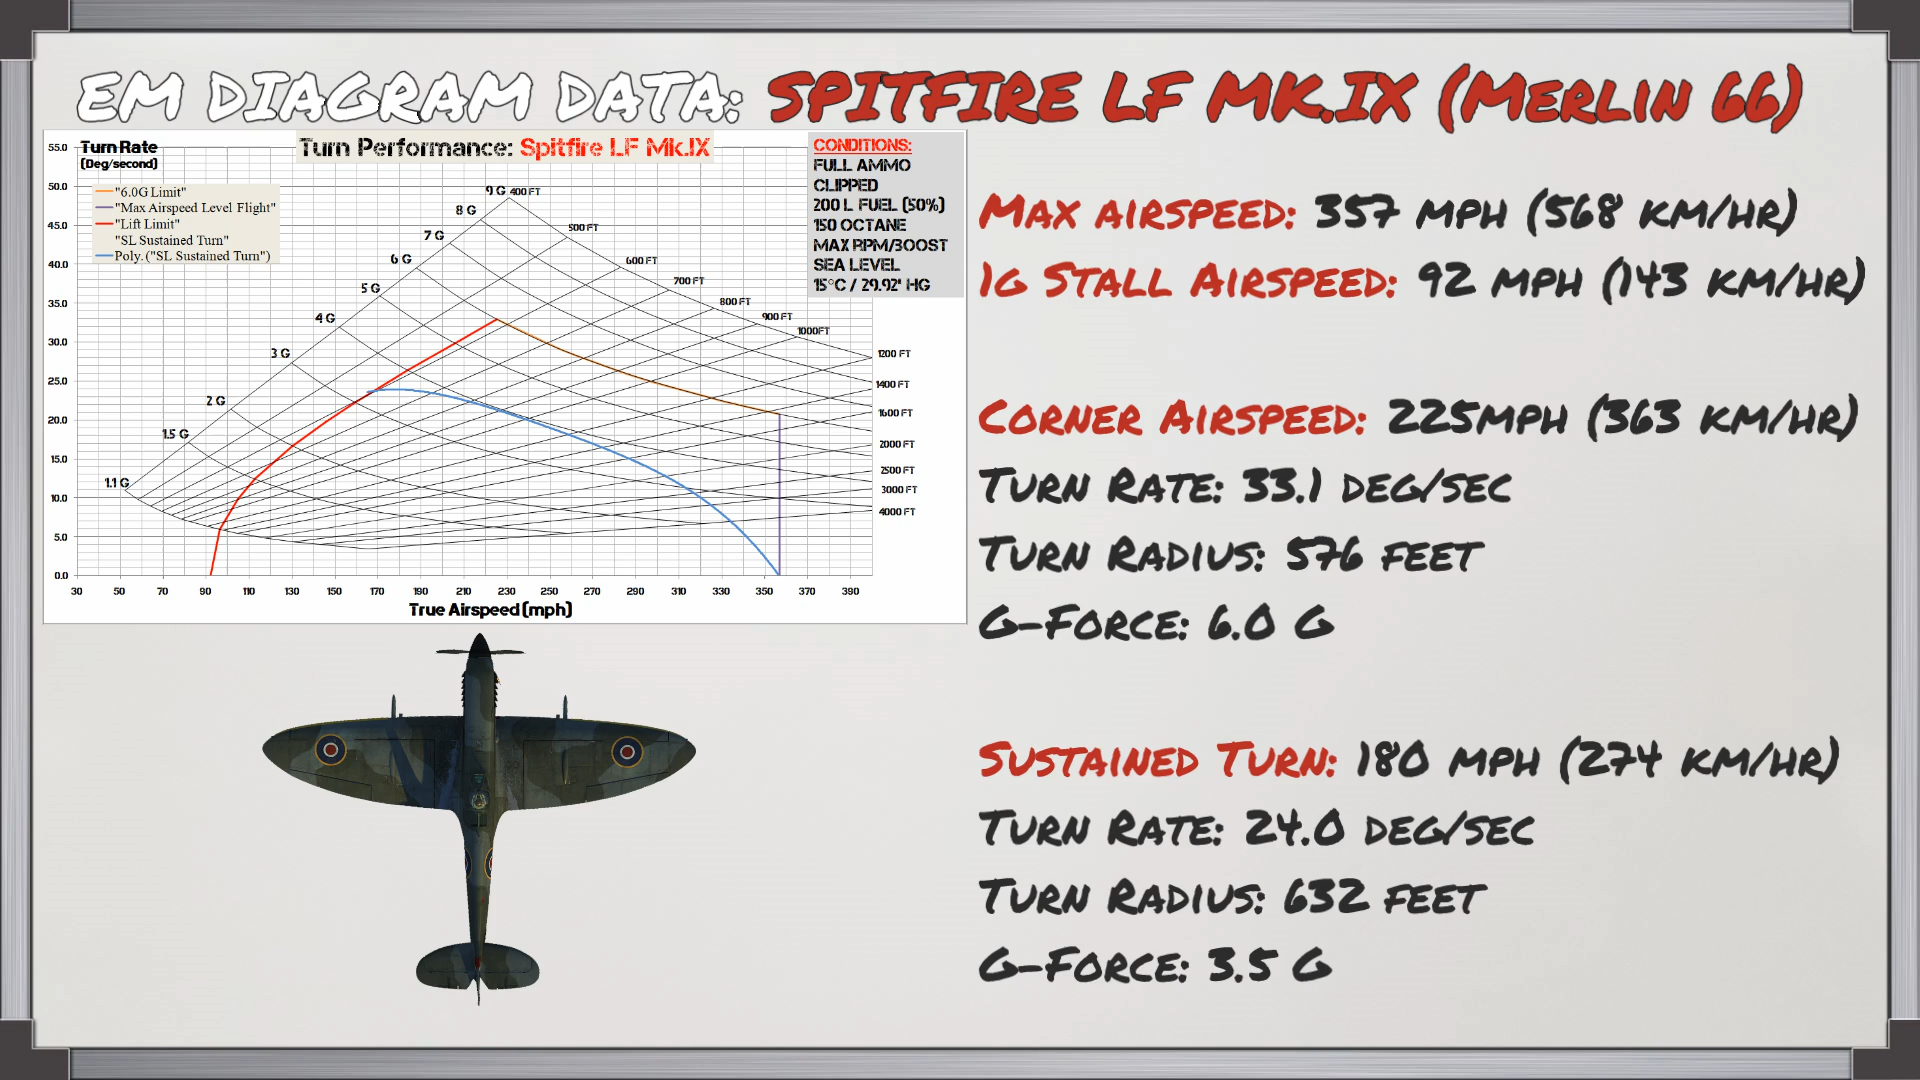 EM DIAGRAM DATA: SPITFIRE LF MK.IX (MERLIN 66)
Turn Rate
(Deg/second)
Turn Performance: Spitfire LF Mk.IX
CONDITIONS:
FULL AMMO
CLIPPED
200 L FUEL (50%)
150 OCTANE
MAX RPM/BOOST
SEA LEVEL
15°C / 29.92" HG
"6.0G Limit"
"Max Airspeed Level Flight"
"Lift Limit"
"SL Sustained Turn"
Poly. ("SL Sustained Turn")
55.0
50.0
45.0
40.0
35.0
30.0
25.0
20.0
15.0
10.0
5.0
0.0
1.1 G
1.5 G
2 G
3 G
4 G
5 G
6 G
7 G
8 G
9 G
400 FT
500 FT
600 FT
700 FT
800 FT
900 FT
1000FT
1200 FT
1400 FT
1600 FT
2000 FT
2500 FT
3000 FT
4000 FT
30 50 70 90 110 130 150 170 190 210 230 250 270 290 310 330 350 370 390
True Airspeed (mph)
MAX AIRSPEED: 357 MPH (568 KM/HR)
1G STALL AIRSPEED: 92 MPH (143 KM/HR)
CORNER AIRSPEED: 225MPH (363 KM/HR)
TURN RATE: 33.1 DEG/SEC
TURN RADIUS: 576 FEET
G-FORCE: 6.0 G
SUSTAINED TURN: 180 MPH (274 KM/HR)
TURN RATE: 24.0 DEG/SEC
TURN RADIUS: 632 FEET
G-FORCE: 3.5 G